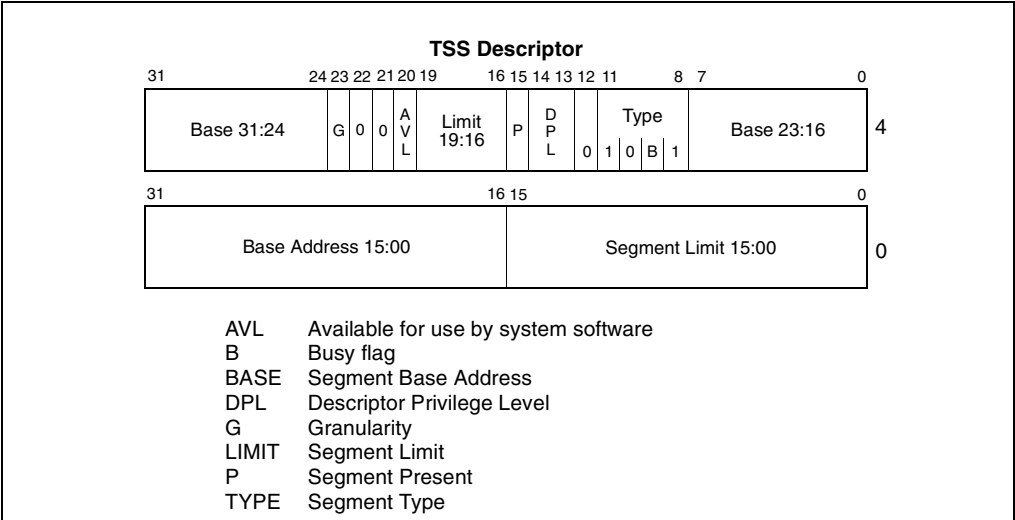 TSS Descriptor
31 24 23 22 21 20 19 16 15 14 13 12 11 8 7 0
Base 31:24 G 0 0 AVL Limit 19:16 P DPL 0 Type 1 0 B 1 Base 23:16 4
31 16 15 0
Base Address 15:00 Segment Limit 15:00 0
AVL Available for use by system software
B Busy flag
BASE Segment Base Address
DPL Descriptor Privilege Level
G Granularity
LIMIT Segment Limit
P Segment Present
TYPE Segment Type